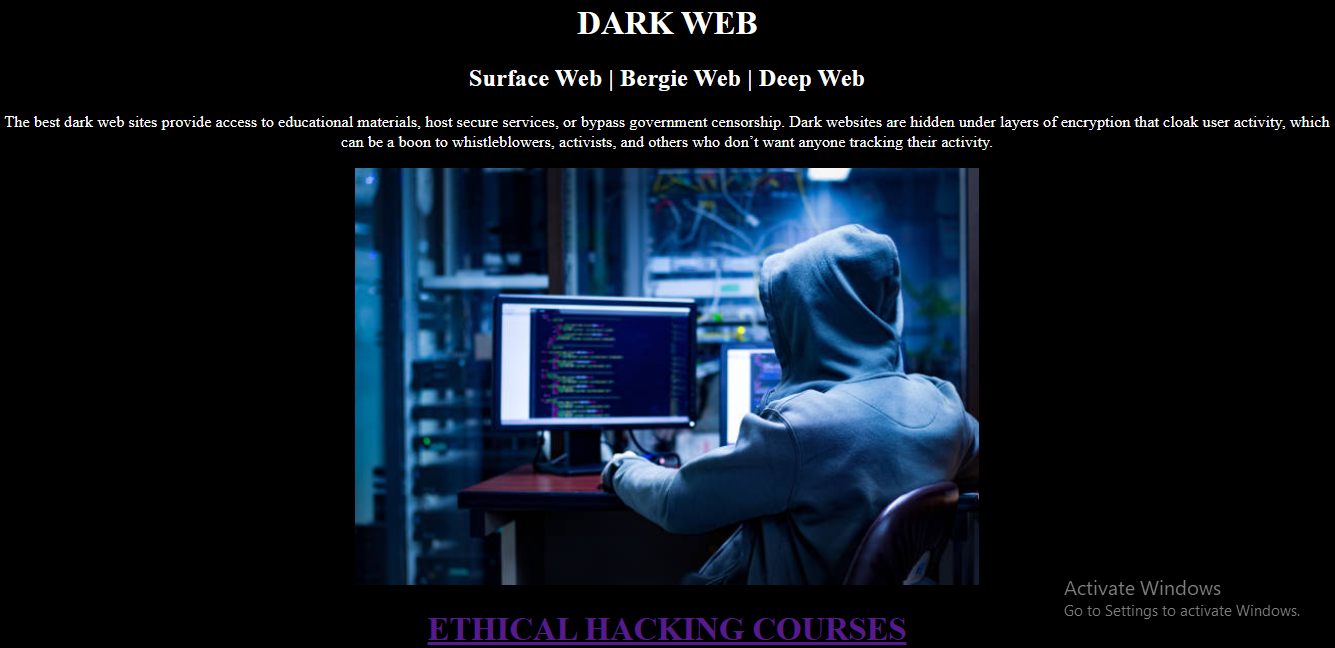 DARK WEB
Surface Web | Bergie Web | Deep Web
The best dark web sites provide access to educational materials, host secure services, or bypass government censorship. Dark websites are hidden under layers of encryption that cloak user activity, which
can be a boon to whistleblowers, activists, and others who don’t want anyone tracking their activity.
Activate Windows
Go to Settings to activate Windows.
ETHICAL HACKING COURSES